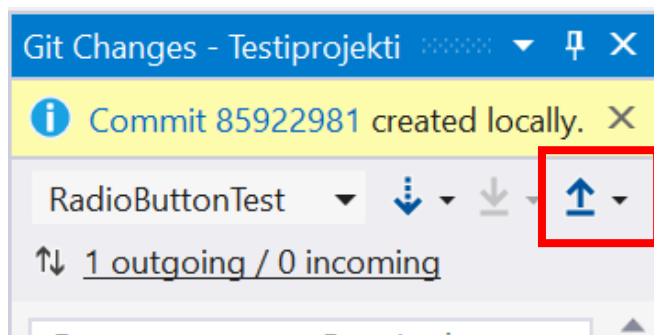 Git Changes - Testiprojekti
Commit 85922981 created locally.
RadioButtonTest
1 outgoing / 0 incoming